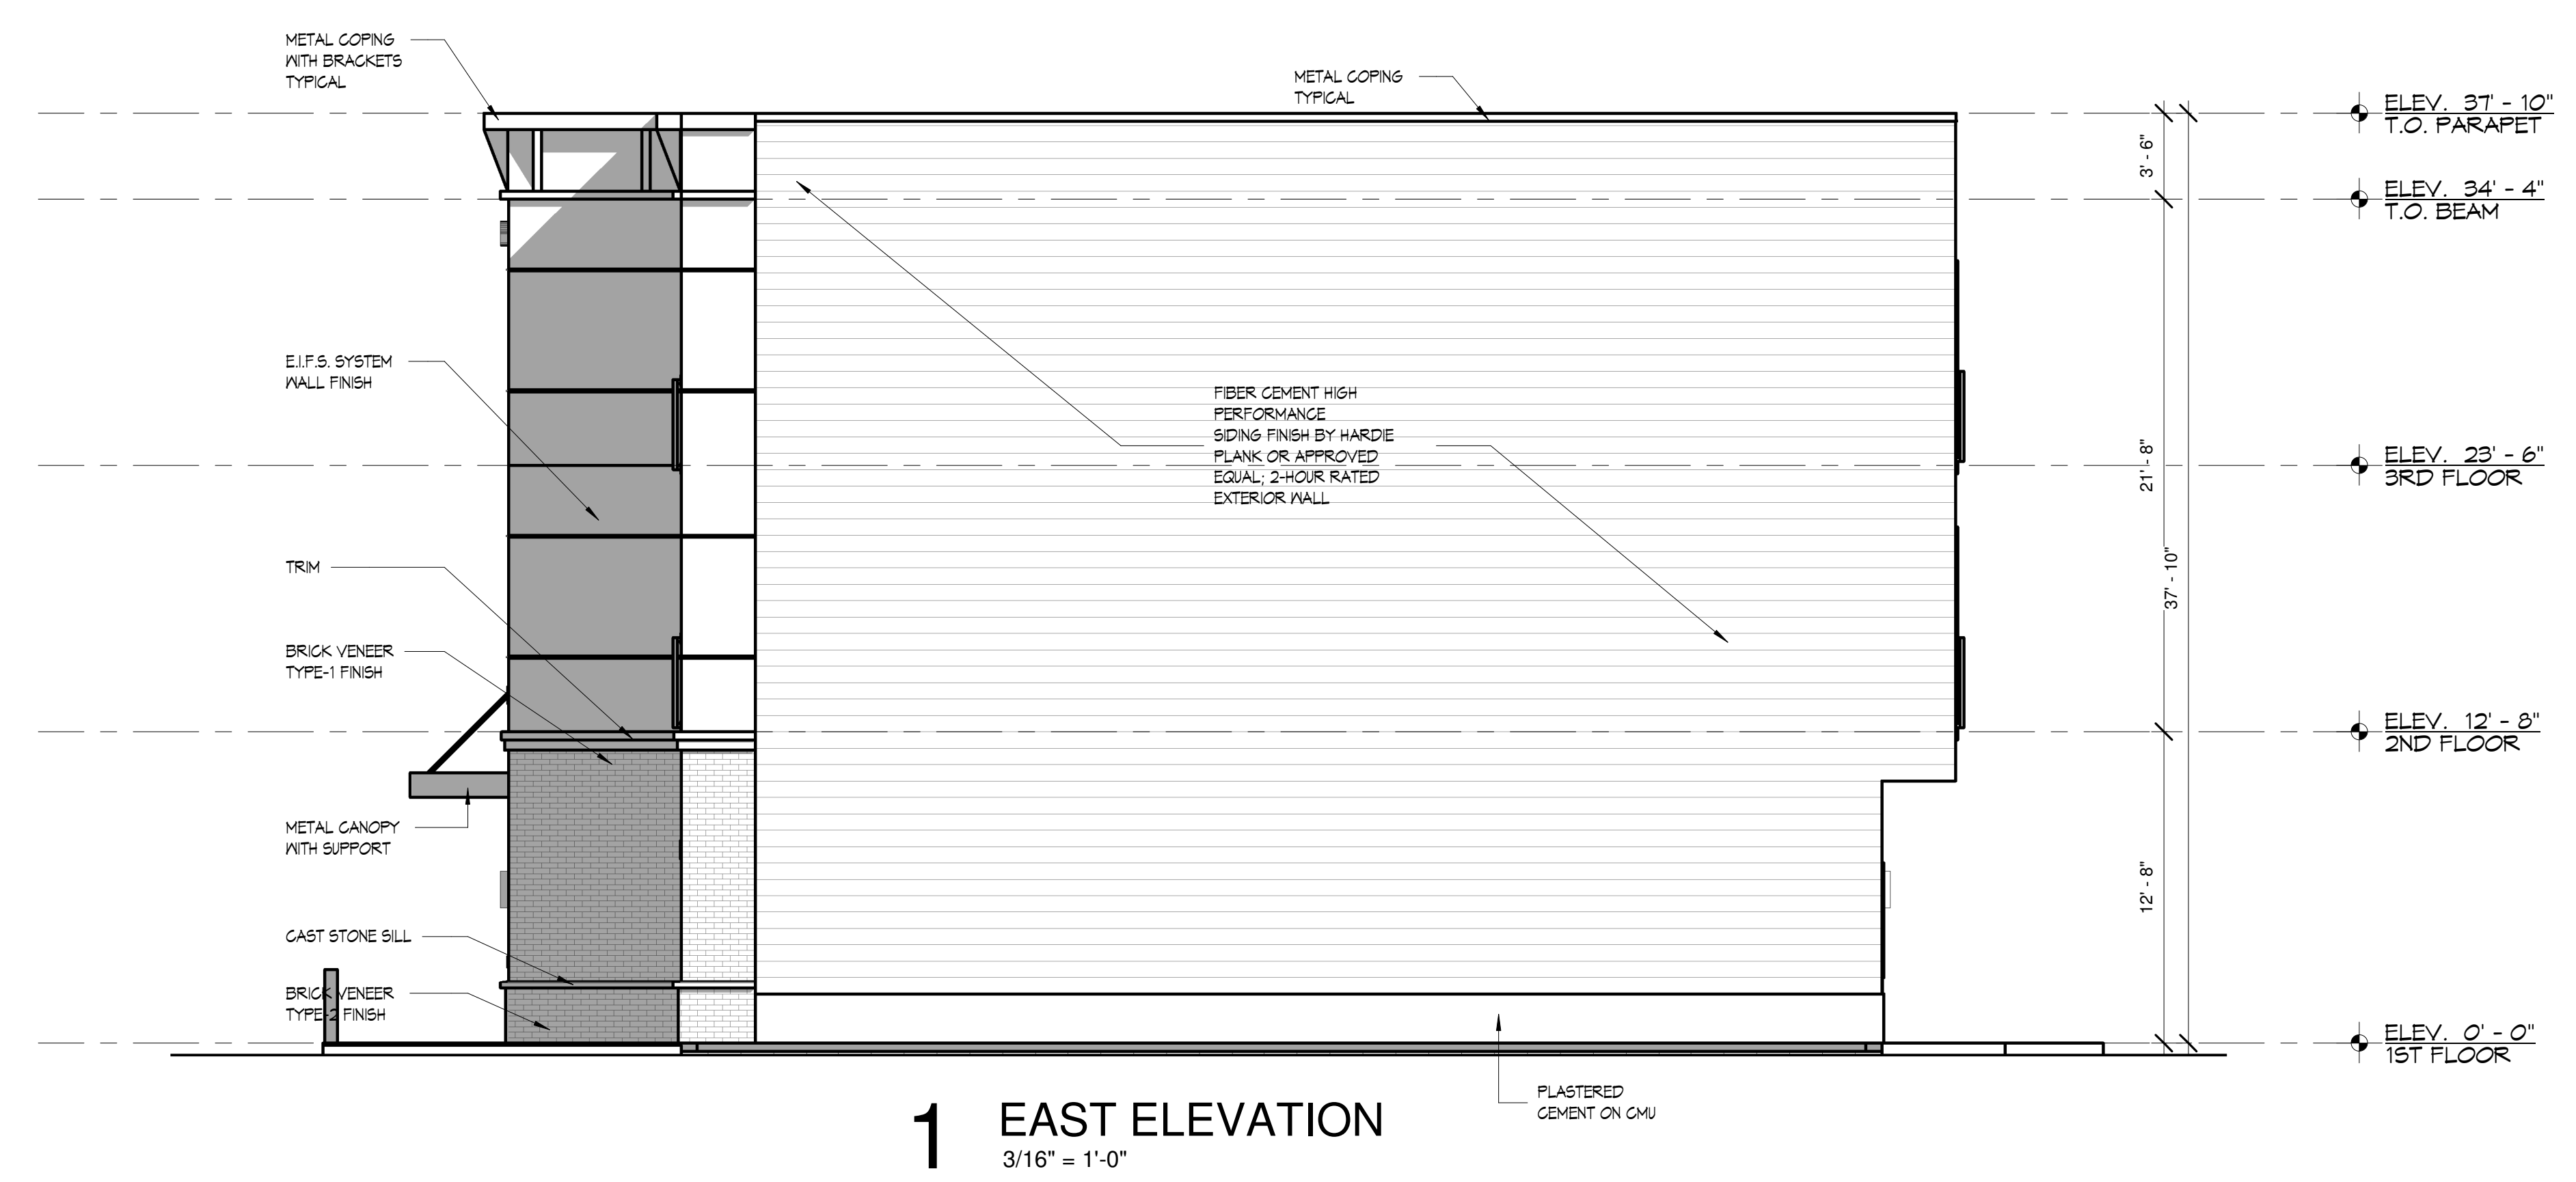 METAL COPING
WITH BRACKETS
TYPICAL
METAL COPING
TYPICAL
ELEV. 37' - 10"
T.O. PARAPET
3' - 6"
ELEV. 34' - 4"
T.O. BEAM
E.I.F.S. SYSTEM
WALL FINISH
FIBER CEMENT HIGH
PERFORMANCE
SIDING FINISH BY HARDIE
PLANK OR APPROVED
EQUAL; 2-HOUR RATED
EXTERIOR WALL
21' - 8"
ELEV. 23' - 6"
3RD FLOOR
TRIM
37' - 10"
BRICK VENEER
TYPE-1 FINISH
ELEV. 12' - 8"
2ND FLOOR
METAL CANOPY
WITH SUPPORT
12' - 8"
CAST STONE SILL
BRICK VENEER
TYPE-2 FINISH
ELEV. 0' - 0"
1ST FLOOR
PLASTERED
CEMENT ON CMU
1 EAST ELEVATION
3/16" = 1'-0"